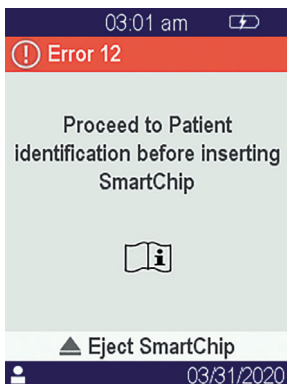 03:01 am
Error 12
Proceed to Patient
identification before inserting
SmartChip
Eject SmartChip
03/31/2020